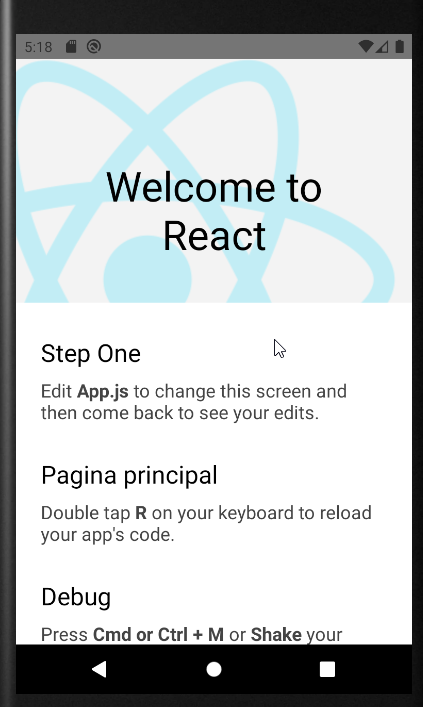 5:18
Welcome to
React
Step One
Edit App.js to change this screen and
then come back to see your edits.
Pagina principal
Double tap R on your keyboard to reload
your app's code.
Debug
Press Cmd or Ctrl + M or Shake your